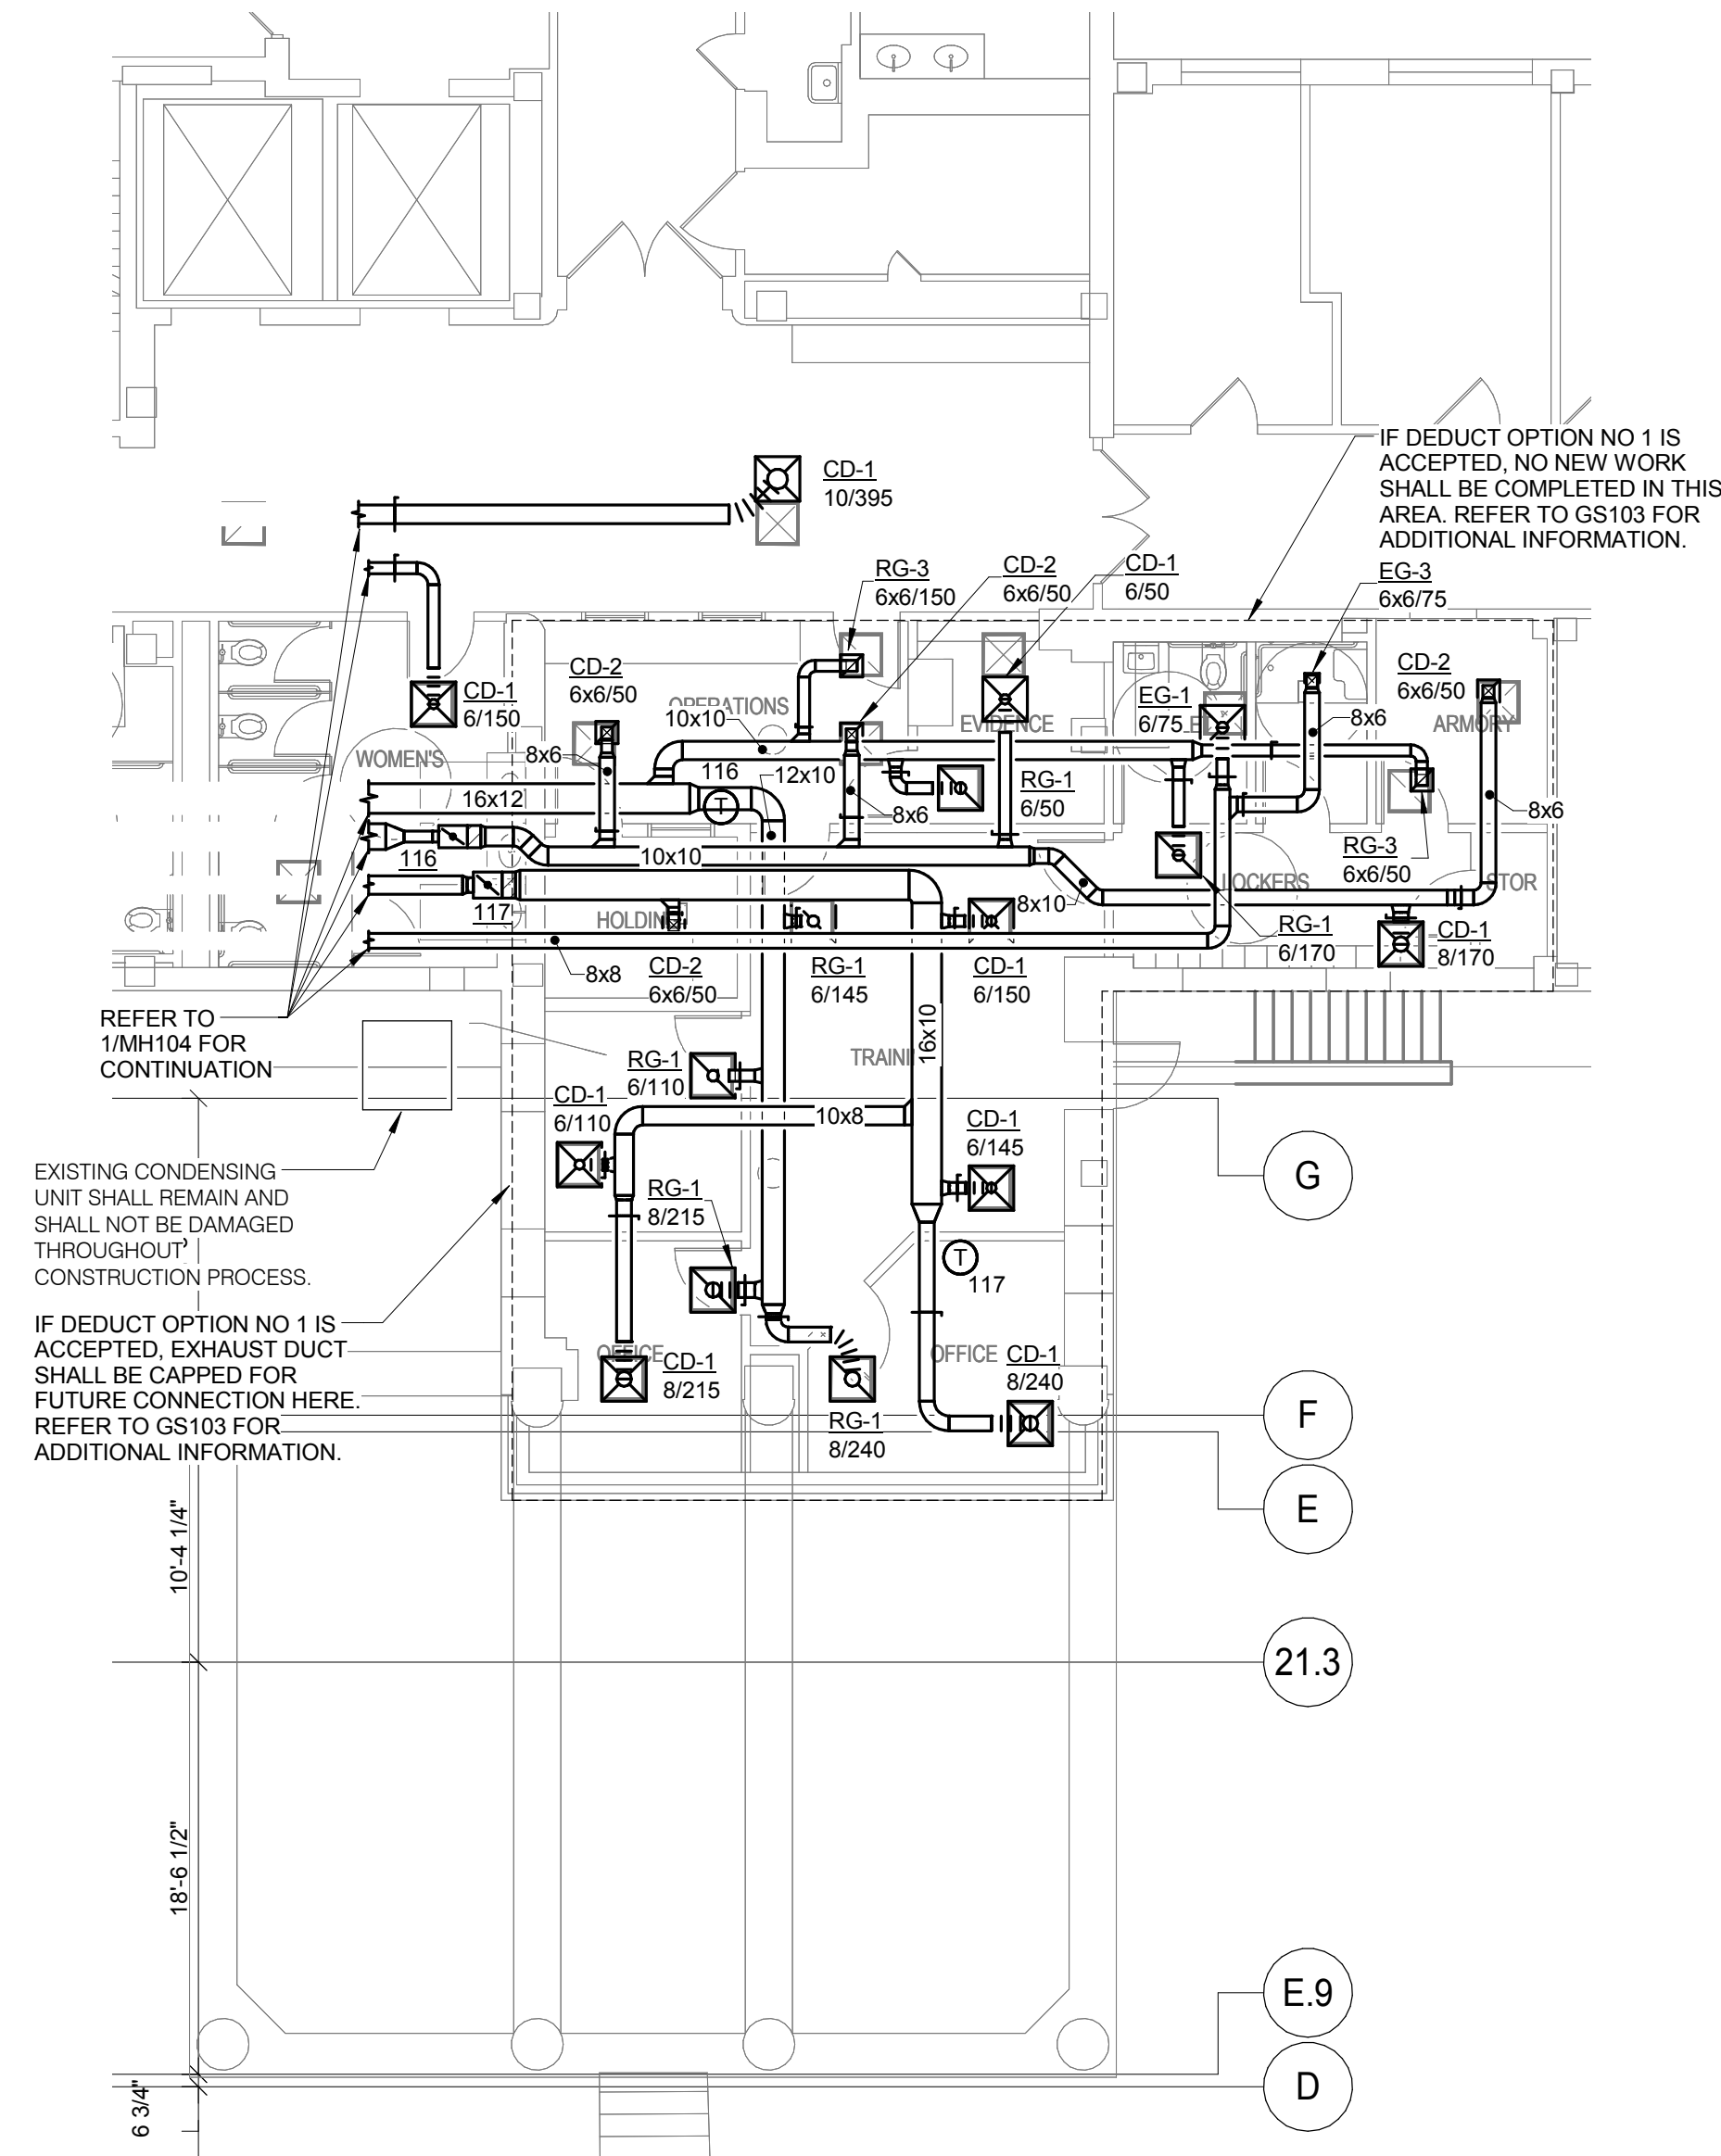 CD-1
10/395
IF DEDUCT OPTION NO 1 IS
ACCEPTED, NO NEW WORK
SHALL BE COMPLETED IN THIS
AREA. REFER TO GS103 FOR
ADDITIONAL INFORMATION.
RG-3
6x6/150
CD-2
6x6/50
CD-1
6/50
EG-3
6x6/75
CD-2
6x6/50
CD-1
6/150
OPERATIONS
10x10
EVIDENCE
EG-1
6/75
CD-2
6x6/50
8x6
ARMORY
WOMEN'S
8x6
116
12x10
T
16x12
RG-1
6/50
8x6
8x6
116
10x10
RG-3
6x6/50
117
HOLDING
8x10
LOCKERS
STOR
RG-1
6/170
CD-1
8/170
8x8
CD-2
6x6/50
RG-1
6/145
CD-1
6/150
REFER TO
1/MH104 FOR
CONTINUATION
16x10
RG-1
6/110
CD-1
6/110
10x8
CD-1
6/145
G
EXISTING CONDENSING
UNIT SHALL REMAIN AND
SHALL NOT BE DAMAGED
THROUGHOUT
CONSTRUCTION PROCESS.
RG-1
8/215
T
117
IF DEDUCT OPTION NO 1 IS
ACCEPTED, EXHAUST DUCT
SHALL BE CAPPED FOR
FUTURE CONNECTION HERE.
REFER TO GS103 FOR
ADDITIONAL INFORMATION.
OFFICE
CD-1
8/215
OFFICE
CD-1
8/240
RG-1
8/240
F
E
10'-4 1/4"
21.3
18'-6 1/2"
E.9
D
6 3/4"